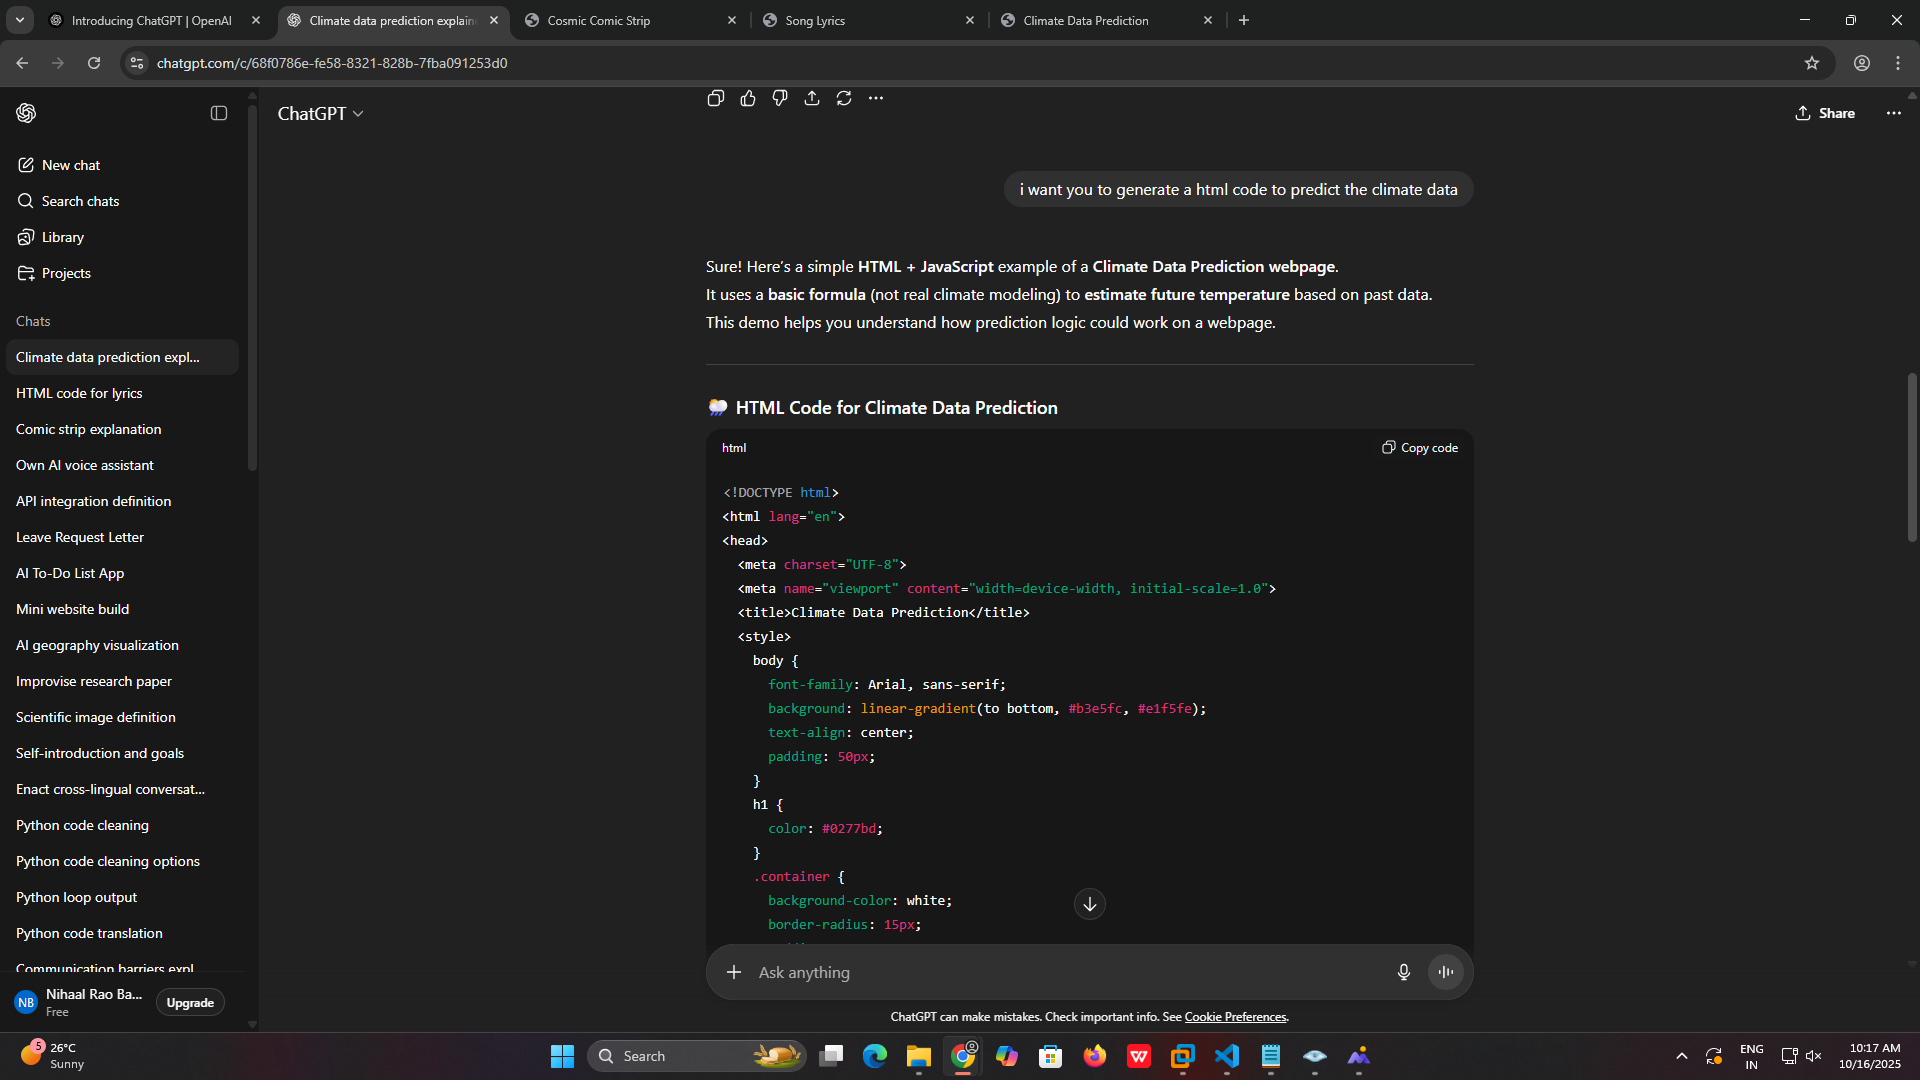 Introducing ChatGPT | OpenAI
Climate data prediction explain
Cosmic Comic Strip
Song Lyrics
Climate Data Prediction
chatgpt.com/c/68f0786e-fe58-8321-828b-7fba091253d0
ChatGPT
Share
New chat
Search chats
Library
Projects
Chats
Climate data prediction expl...
HTML code for lyrics
Comic strip explanation
Own AI voice assistant
API integration definition
Leave Request Letter
AI To-Do List App
Mini website build
AI geography visualization
Improvise research paper
Scientific image definition
Self-introduction and goals
Enact cross-lingual conversat...
Python code cleaning
Python code cleaning options
Python loop output
Python code translation
Communication barriers expl
NB
Nihaal Rao Ba...
Free
Upgrade
i want you to generate a html code to predict the climate data
Sure! Here's a simple HTML + JavaScript example of a Climate Data Prediction webpage.
It uses a basic formula (not real climate modeling) to estimate future temperature based on past data.
This demo helps you understand how prediction logic could work on a webpage.
HTML Code for Climate Data Prediction
html
Copy code
<!DOCTYPE html>
<html lang="en">
<head>
<meta charset="UTF-8">
<meta name="viewport" content="width=device-width, initial-scale=1.0">
<title>Climate Data Prediction</title>
<style>
body {
font-family: Arial, sans-serif;
background: linear-gradient(to bottom, #b3e5fc, #e1f5fe);
text-align: center;
padding: 50px;
}
h1 {
color: #0277bd;
}
.container {
background-color: white;
border-radius: 15px;
Ask anything
ChatGPT can make mistakes. Check important info. See Cookie Preferences.
5
26°C
Sunny
Search
W
ENG
IN
10:17 AM
10/16/2025